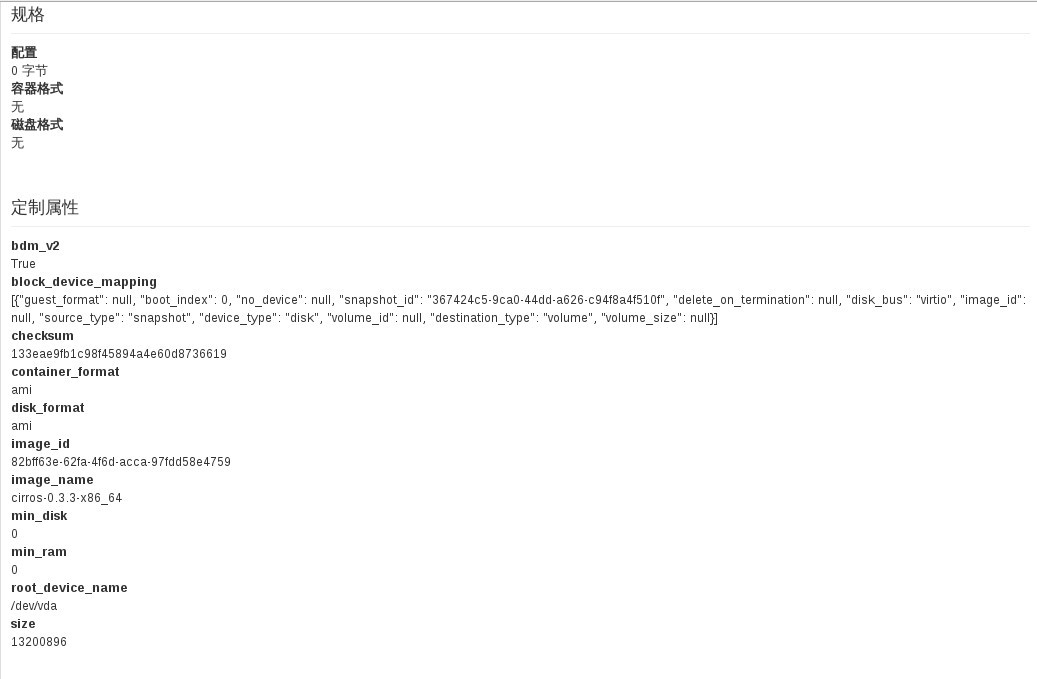 规格
配置
0 字节
容器格式
无
磁盘格式
无
定制属性
bdm_v2
True
block_device_mapping
[{"guest_format": null, "boot_index": 0, "no_device": null, "snapshot_id": "367424c5-9ca0-44dd-a626-c94f8a4f510f", "delete_on_termination": null, "disk_bus": "virtio", "image_id":
null, "source_type": "snapshot", "device_type": "disk", "volume_id": null, "destination_type": "volume", "volume_size": null}]
checksum
133eae9fb1c98f45894a4e60d8736619
container_format
ami
disk_format
ami
image_id
82bff63e-62fa-4f6d-acca-97fdd58e4759
image_name
cirros-0.3.3-x86_64
min_disk
0
min_ram
0
root_device_name
/dev/vda
size
13200896